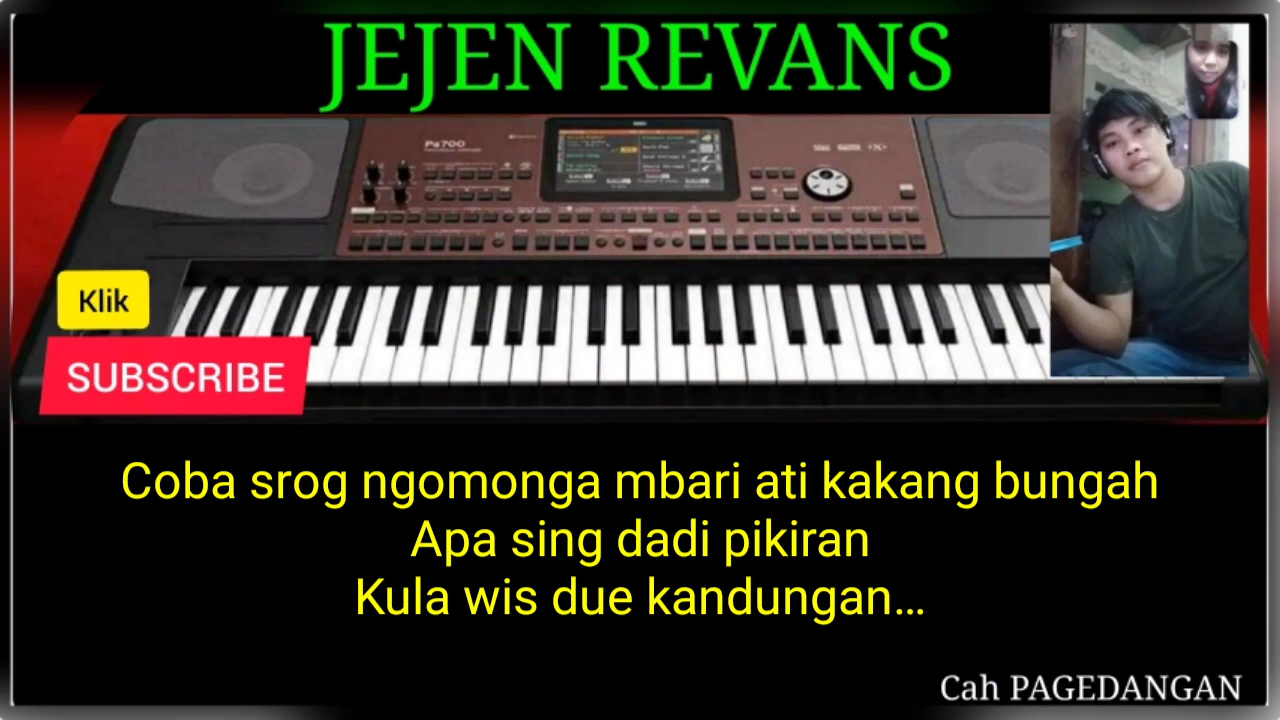 JEJEN REVANS
Pa700
Klik
SUBSCRIBE
Coba srog ngomonga mbari ati kakang bungah
Apa sing dadi pikiran
Kula wis due kandungan...
Cah PAGEDANGAN